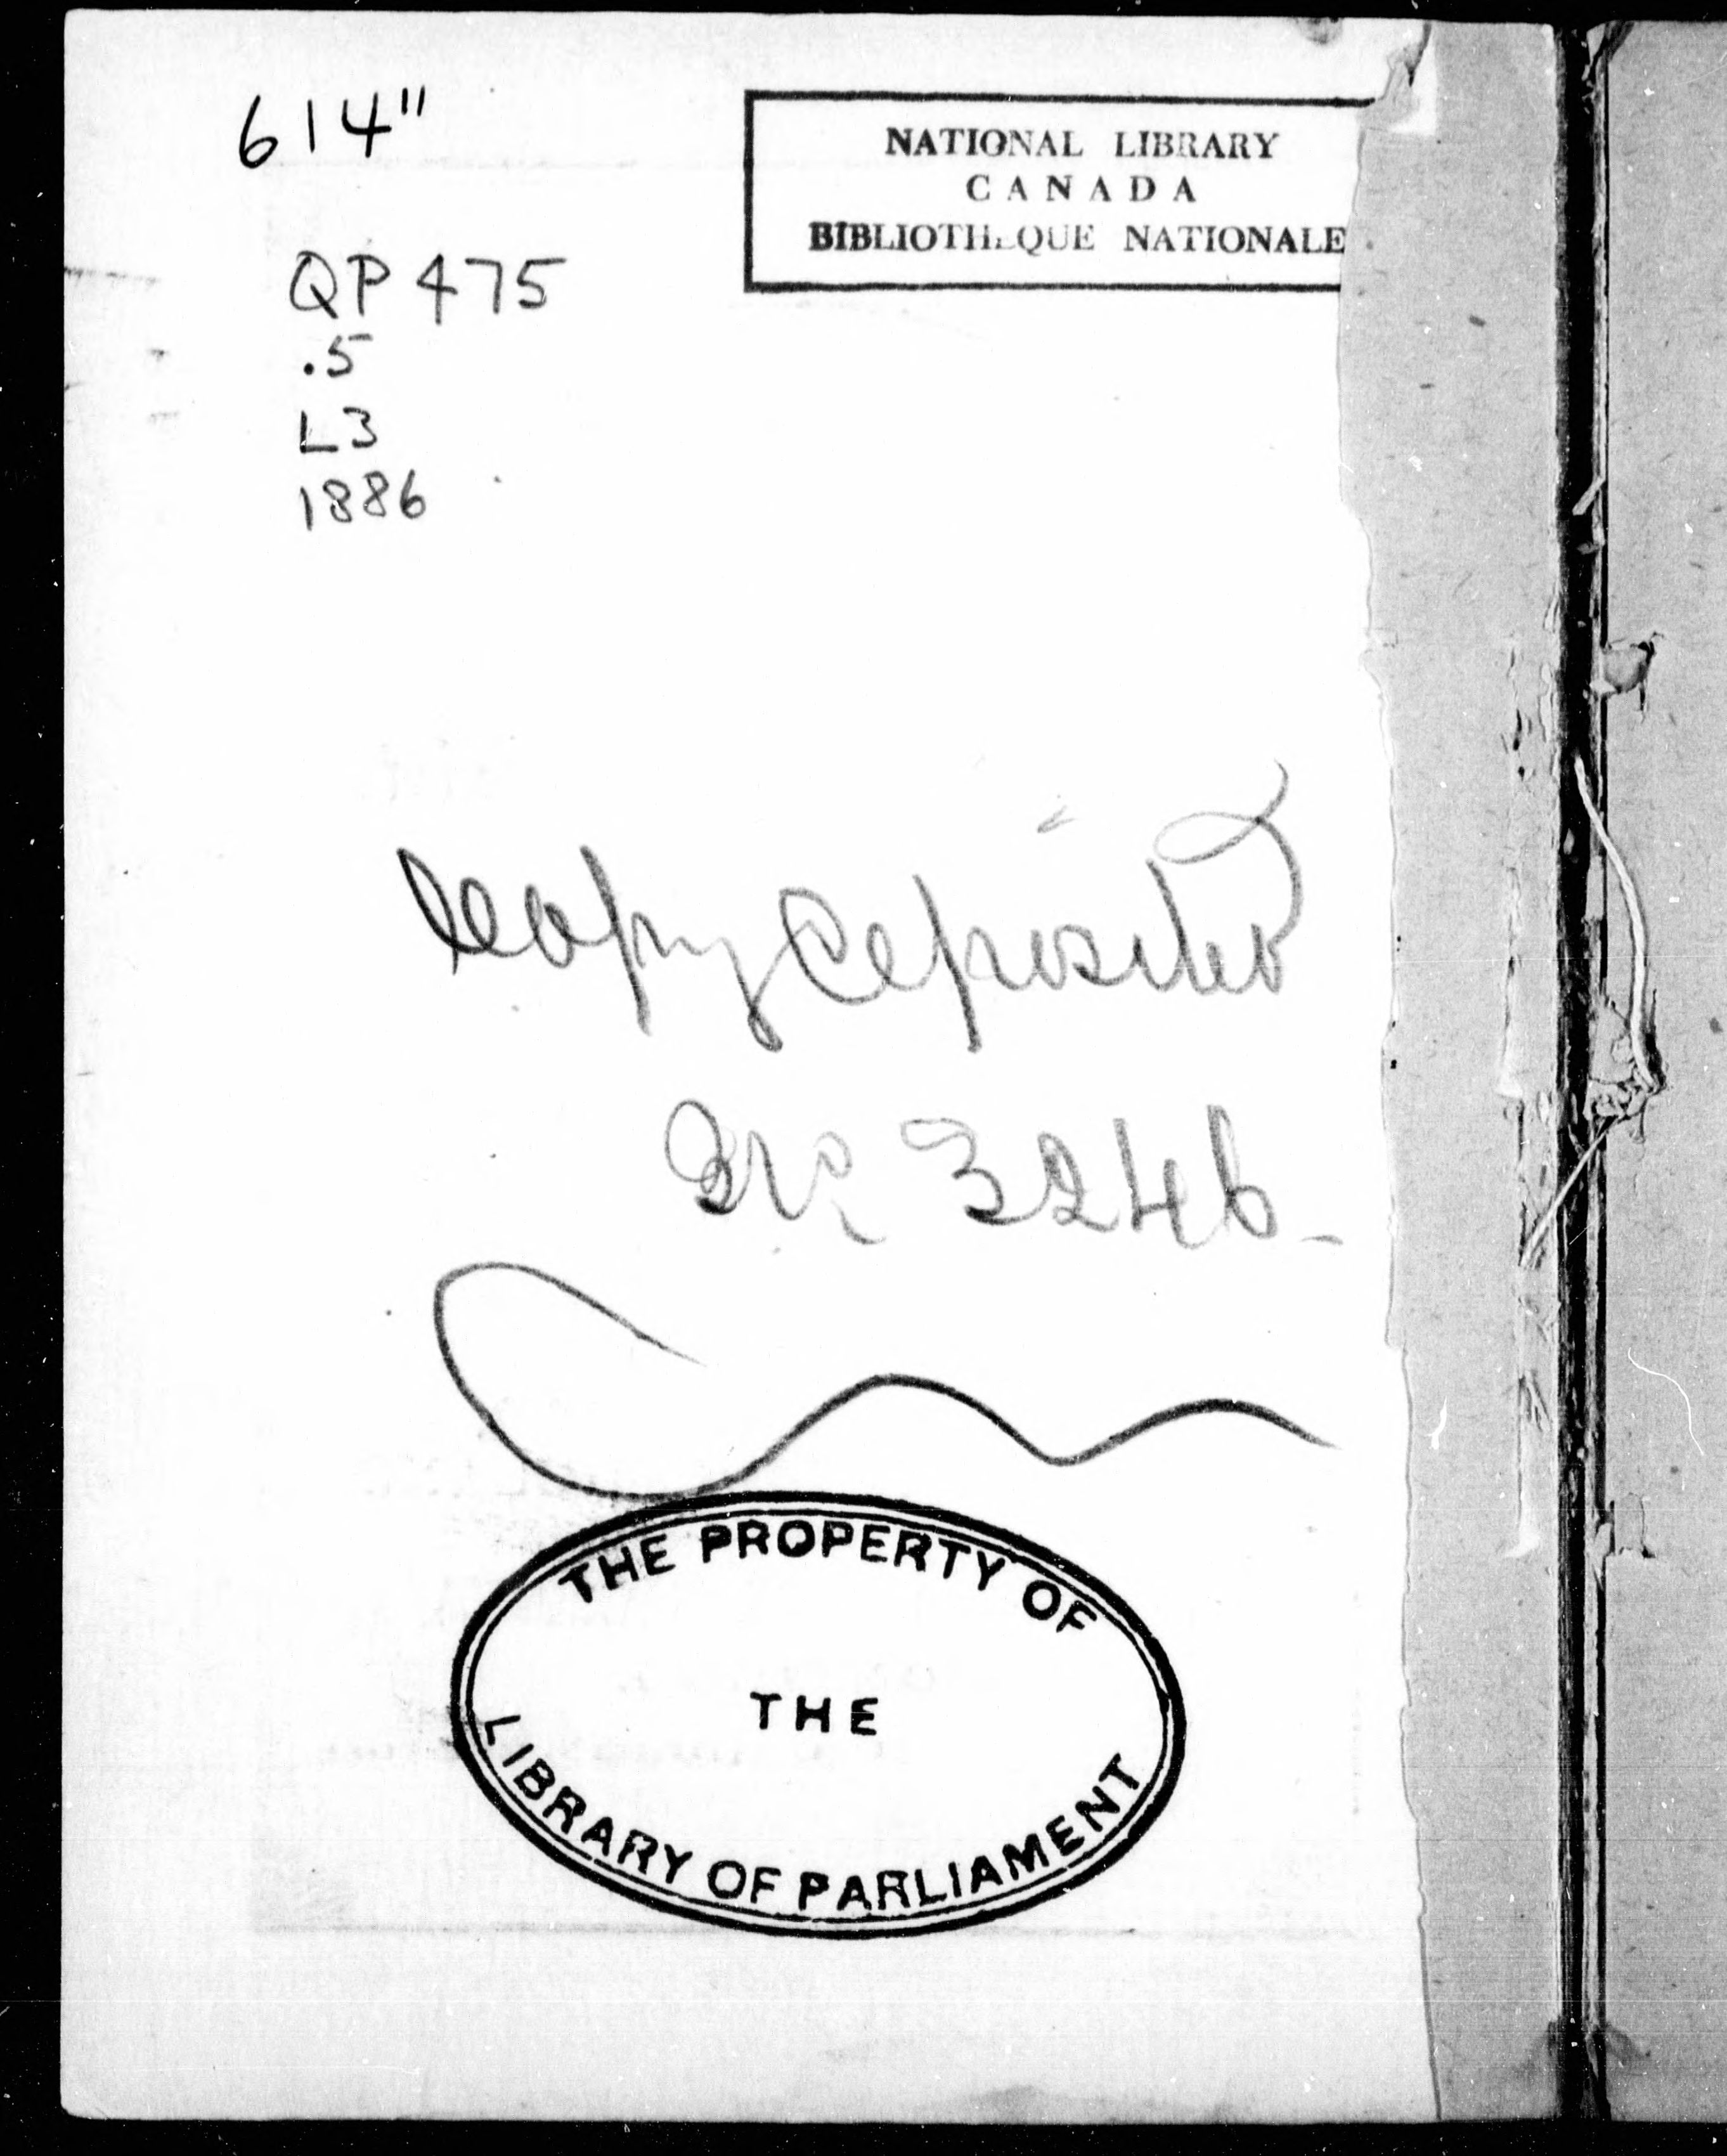 614"
NATIONAL LIBRARY
CANADA
BIBLIOTHEQUE NATIONALE
QP 475
.5
L3
1886
Copy Deposited
No 3246
THE PROPERTY OF
THE
LIBRARY OF PARLIAMENT